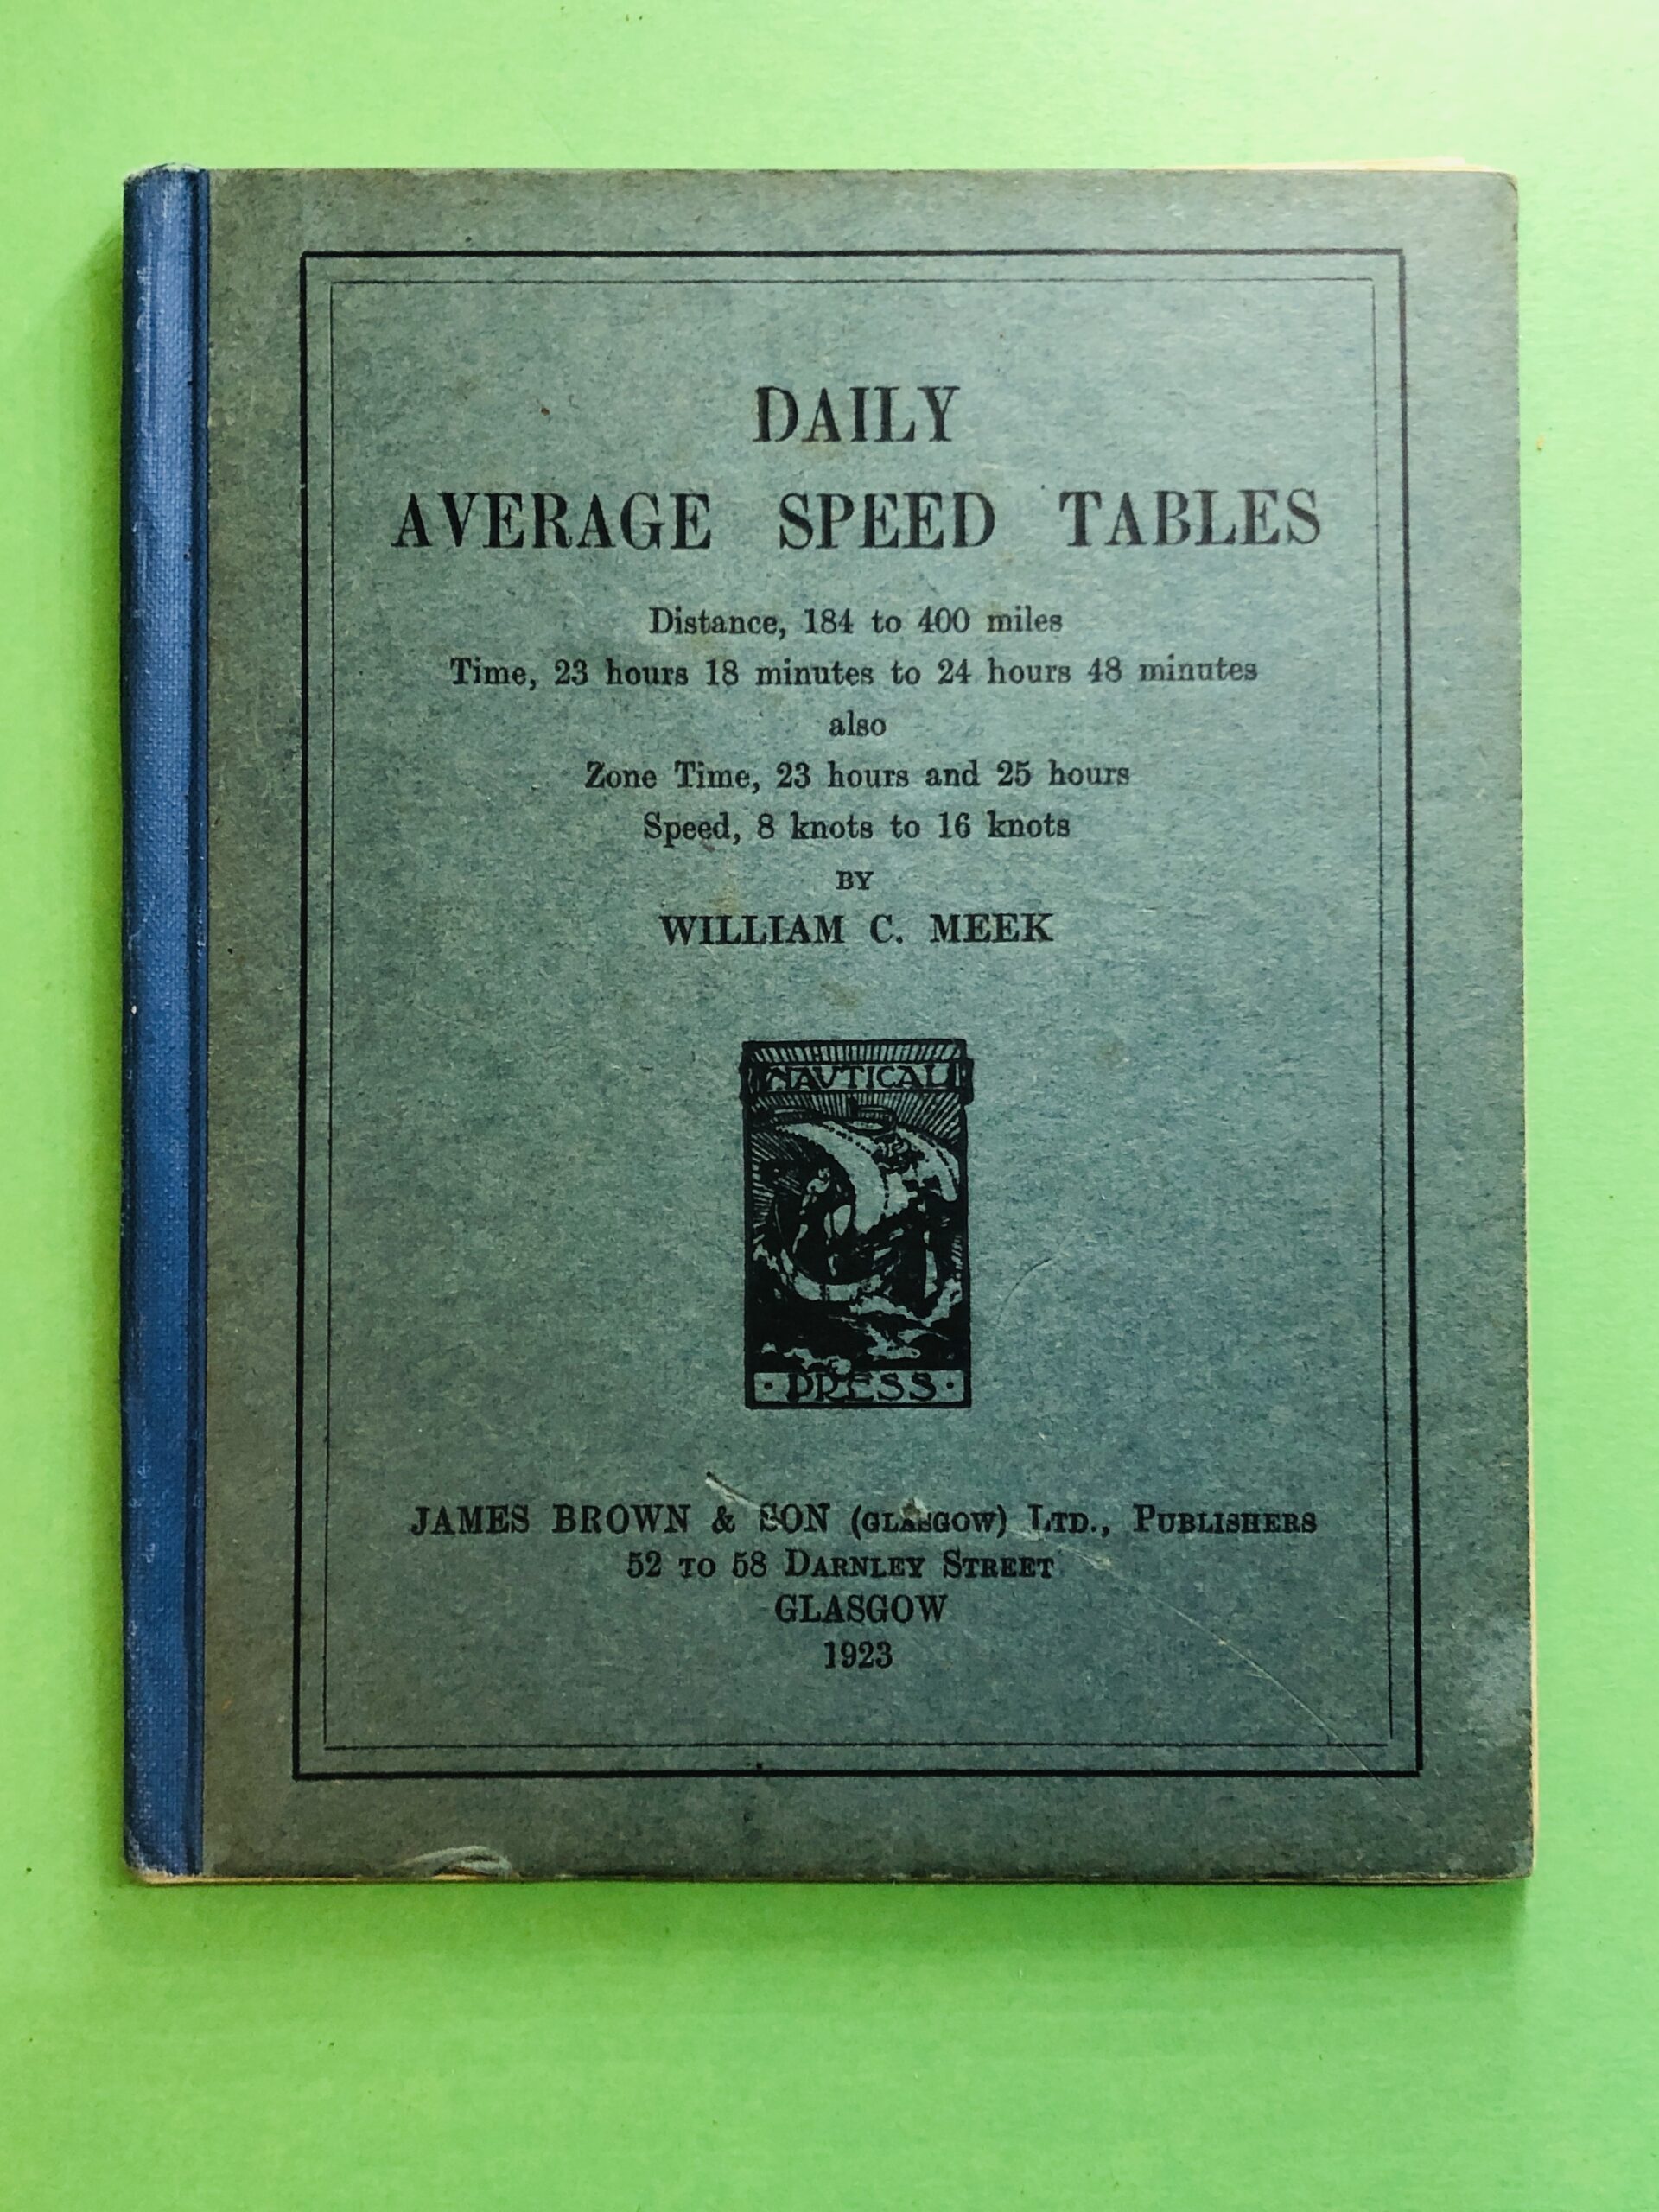 DAILY
AVERAGE SPEED TABLES
Distance, 184 to 400 miles
Time, 23 hours 18 minutes to 24 hours 48 minutes
also
Zone Time, 23 hours and 25 hours
Speed, 8 knots to 16 knots
BY
WILLIAM C. MEEK
NAUTICAL
· PRESS ·
JAMES BROWN & SON (GLASGOW) LTD., PUBLISHERS
52 TO 58 DARNLEY STREET
GLASGOW
1923